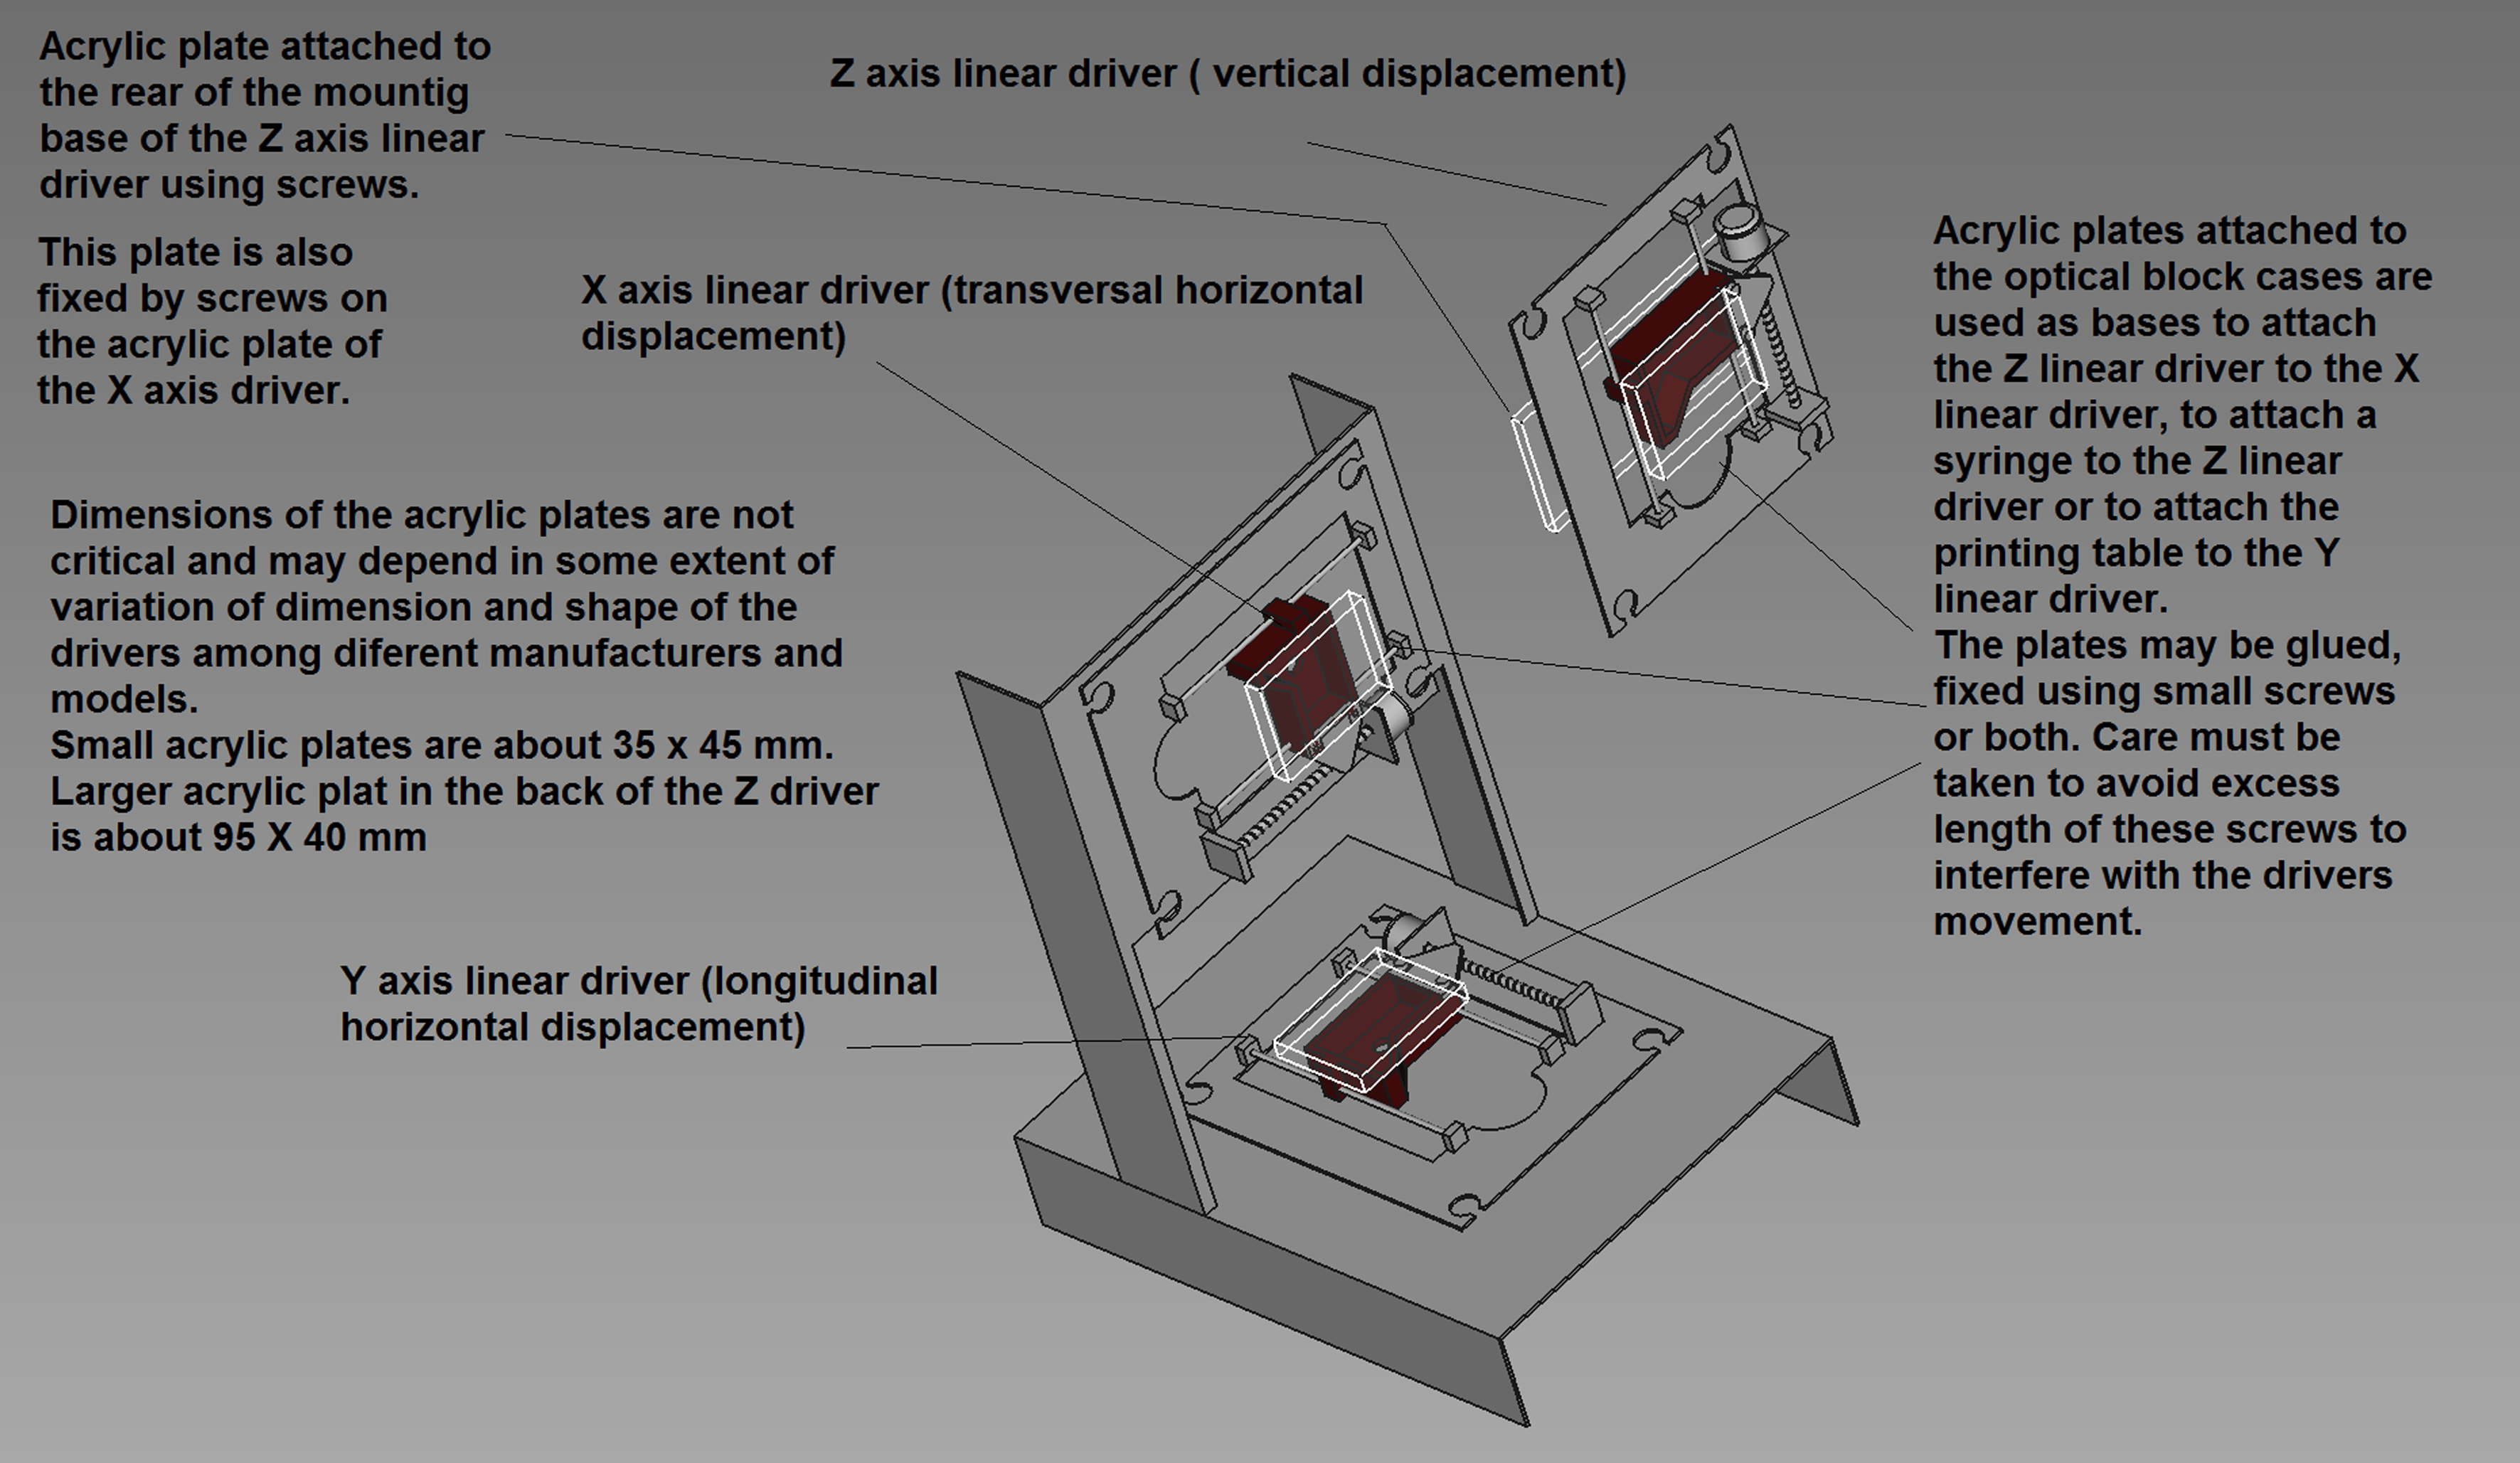 Acrylic plate attached to
the rear of the mountig
base of the Z axis linear
driver using screws.
This plate is also
fixed by screws on
the acrylic plate of
the X axis driver.
Z axis linear driver ( vertical displacement)
X axis linear driver (transversal horizontal
displacement)
Dimensions of the acrylic plates are not
critical and may depend in some extent of
variation of dimension and shape of the
drivers among diferent manufacturers and
models.
Small acrylic plates are about 35 x 45 mm.
Larger acrylic plat in the back of the Z driver
is about 95 X 40 mm
Y axis linear driver (longitudinal
horizontal displacement)
Acrylic plates attached to
the optical block cases are
used as bases to attach
the Z linear driver to the X
linear driver, to attach a
syringe to the Z linear
driver or to attach the
printing table to the Y
linear driver.
The plates may be glued,
fixed using small screws
or both. Care must be
taken to avoid excess
length of these screws to
interfere with the drivers
movement.